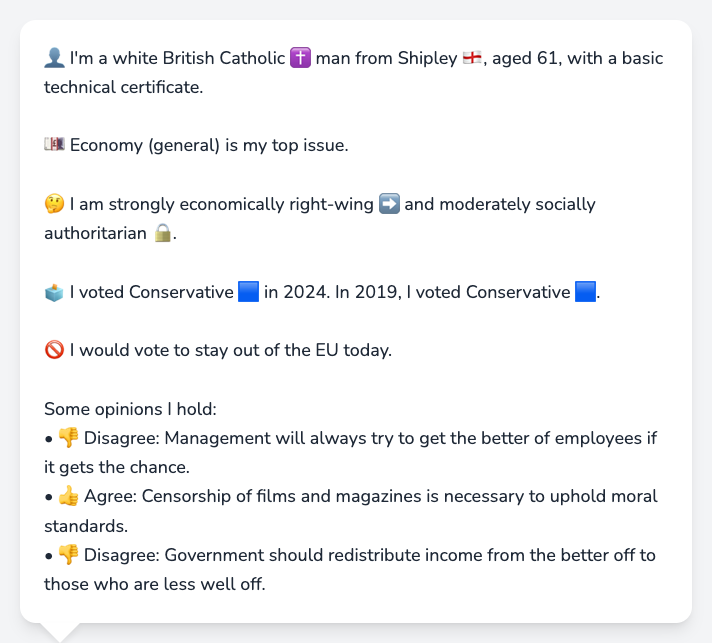 👤 I'm a white British Catholic ✝️ man from Shipley 🏴󠁧󠁢󠁥󠁮󠁧󠁿, aged 61, with a basic
technical certificate.
💷 Economy (general) is my top issue.
🤔 I am strongly economically right-wing ➡️ and moderately socially
authoritarian 🔒.
🗳️ I voted Conservative 🟦 in 2024. In 2019, I voted Conservative 🟦.
🚫 I would vote to stay out of the EU today.
Some opinions I hold:
• 👎 Disagree: Management will always try to get the better of employees if
it gets the chance.
• 👍 Agree: Censorship of films and magazines is necessary to uphold moral
standards.
• 👎 Disagree: Government should redistribute income from the better off to
those who are less well off.